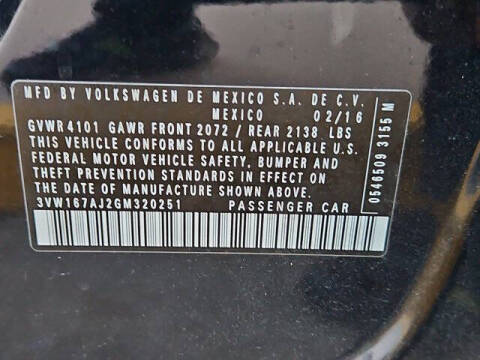 MFD BY VOLKSWAGEN DE MEXICO S.A. DE C.V.
MEXICO 02/16
GVWR 4101 GAWR FRONT 2072 / REAR 2138 LBS
THIS VEHICLE CONFORMS TO ALL APPLICABLE U.S.
FEDERAL MOTOR VEHICLE SAFETY, BUMPER AND
THEFT PREVENTION STANDARDS IN EFFECT ON
THE DATE OF MANUFACTURE SHOWN ABOVE.
3VW167AJ2GM320251 PASSENGER CAR
0546509 3155 M